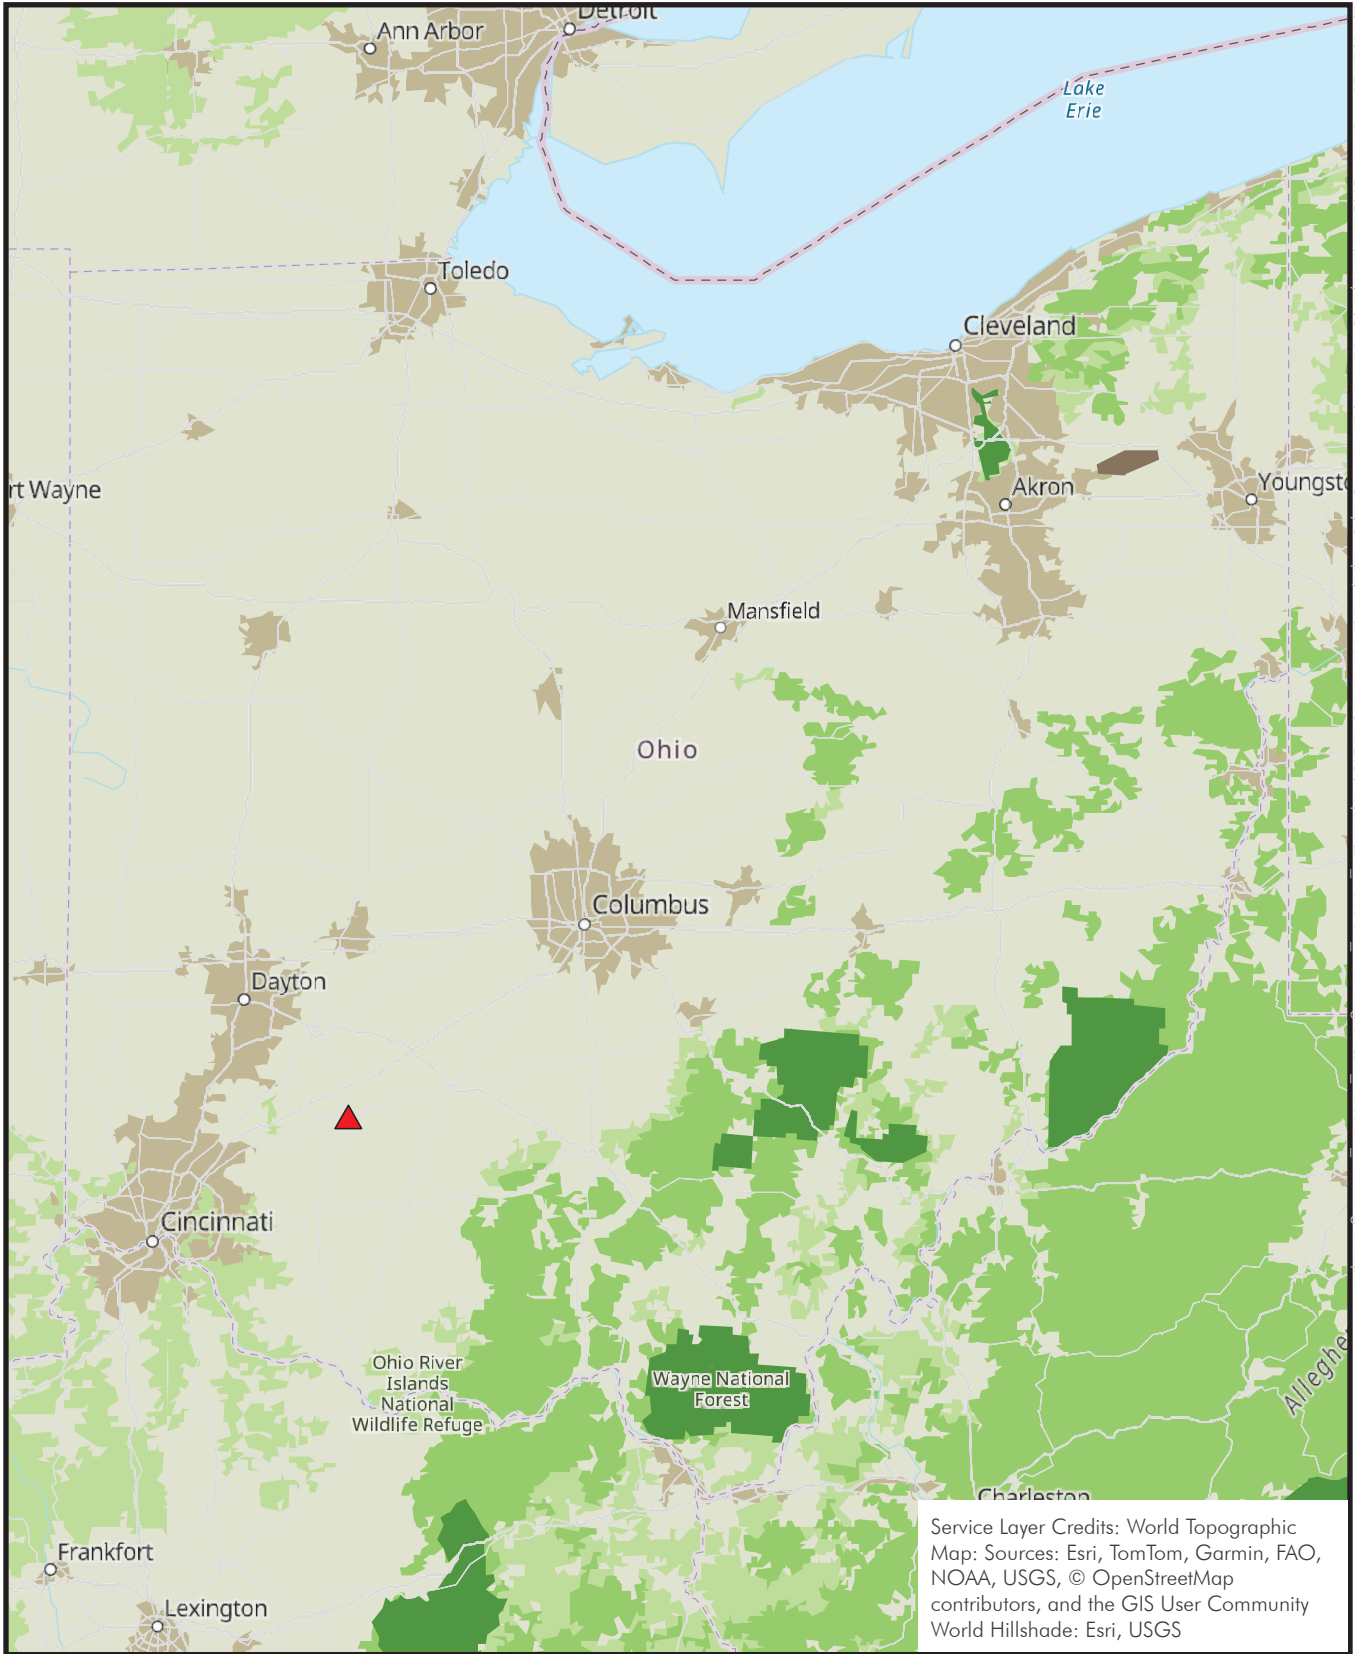 Detroit
Ann Arbor
Lake
Erie
Toledo
Cleveland
rt Wayne
Akron
Youngst
Mansfield
Ohio
Columbus
Dayton
Cincinnati
Ohio River
Islands
National
Wildlife Refuge
Wayne National
Forest
Alleghe
Charleston
Frankfort
Lexington
Service Layer Credits: World Topographic
Map: Sources: Esri, TomTom, Garmin, FAO,
NOAA, USGS, © OpenStreetMap
contributors, and the GIS User Community
World Hillshade: Esri, USGS